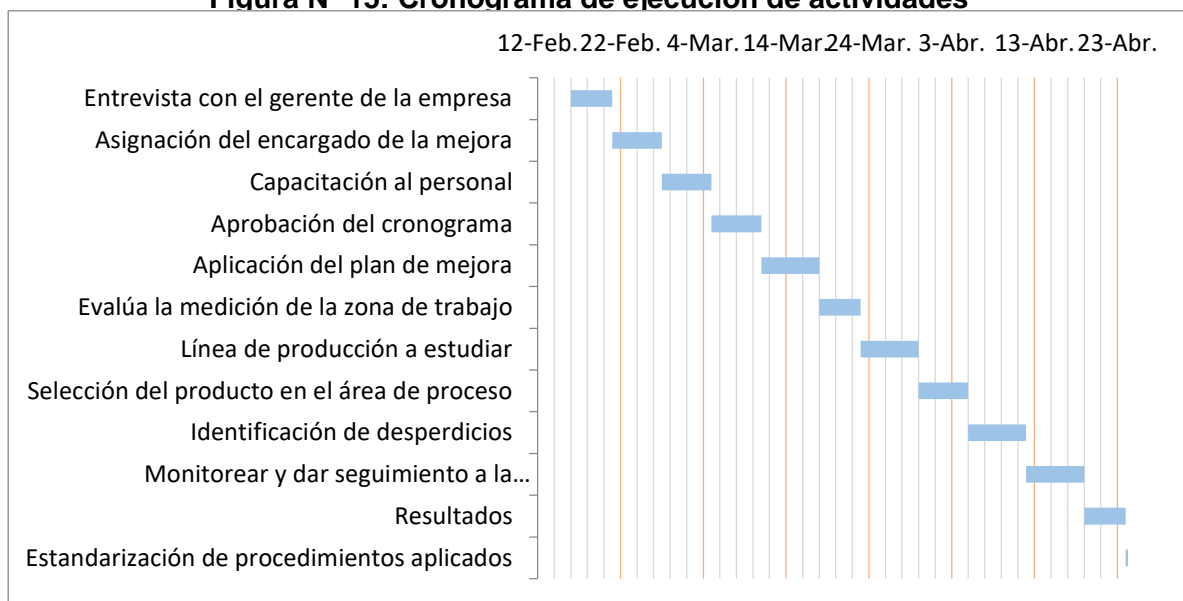 Figura N° 15: Cronograma de ejecución de actividades
12-Feb. 22-Feb. 4-Mar. 14-Mar. 24-Mar. 3-Abr. 13-Abr. 23-Abr.
Entrevista con el gerente de la empresa
Asignación del encargado de la mejora
Capacitación al personal
Aprobación del cronograma
Aplicación del plan de mejora
Evalúa la medición de la zona de trabajo
Línea de producción a estudiar
Selección del producto en el área de proceso
Identificación de desperdicios
Monitorear y dar seguimiento a la…
Resultados
Estandarización de procedimientos aplicados